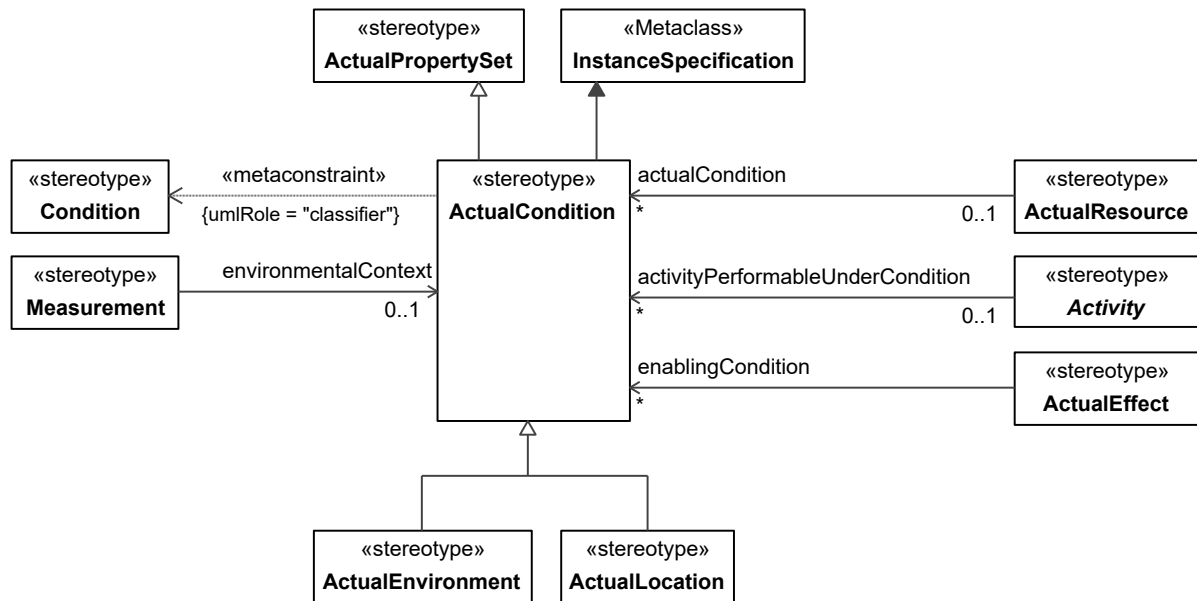 «stereotype»
ActualPropertySet
«Metaclass»
InstanceSpecification
«stereotype»
Condition
«metaconstraint»
{umlRole = "classifier"}
«stereotype»
ActualCondition
actualCondition
*
0..1
«stereotype»
ActualResource
«stereotype»
Measurement
environmentalContext
0..1
activityPerformableUnderCondition
*
0..1
«stereotype»
Activity
enablingCondition
*
«stereotype»
ActualEffect
«stereotype»
ActualEnvironment
«stereotype»
ActualLocation